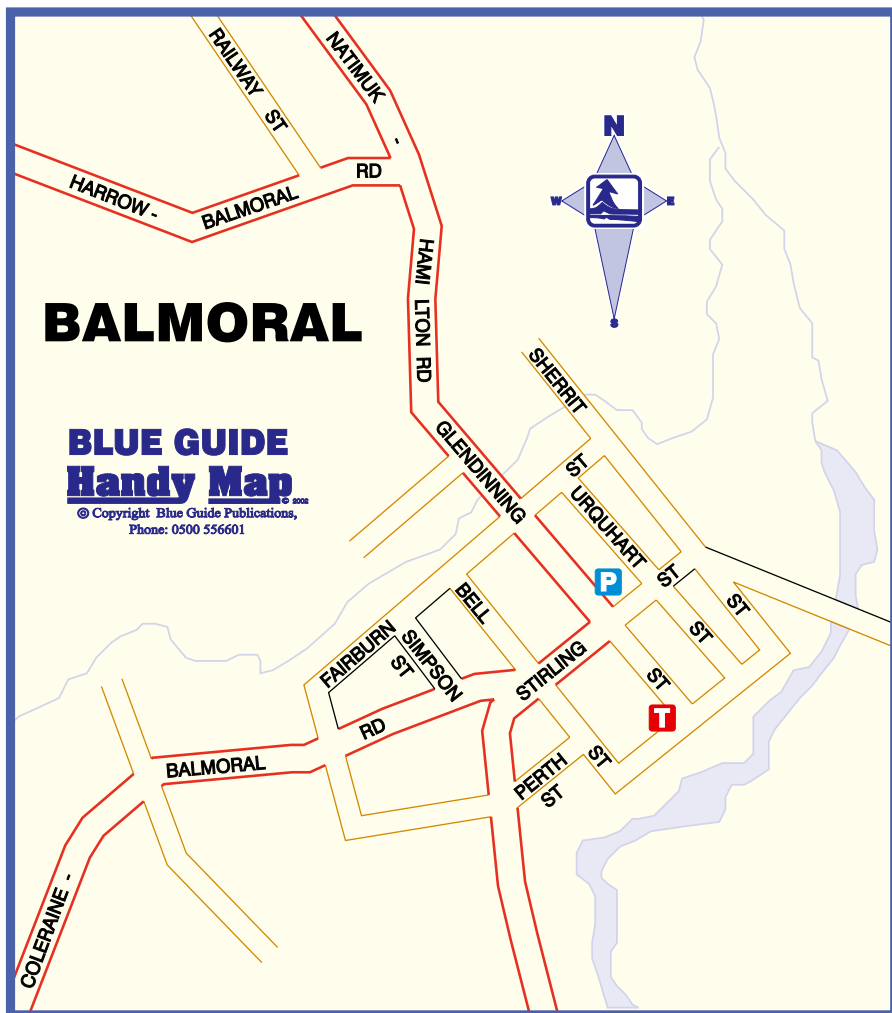 RAILWAY ST
NATIMUK -
HAMI LTON RD
HARROW -
BALMORAL
RD
N
W
E
S
BALMORAL
BLUE GUIDE
Handy Map
© 2002
© Copyright Blue Guide Publications,
Phone: 0500 556601
SHERRIT
ST
GLENDINNING
ST
URQUHART
ST
P
BELL
ST
FAIRBURN
ST
SIMPSON
ST
STIRLING
ST
T
RD
BALMORAL
PERTH
ST
COLERAINE -